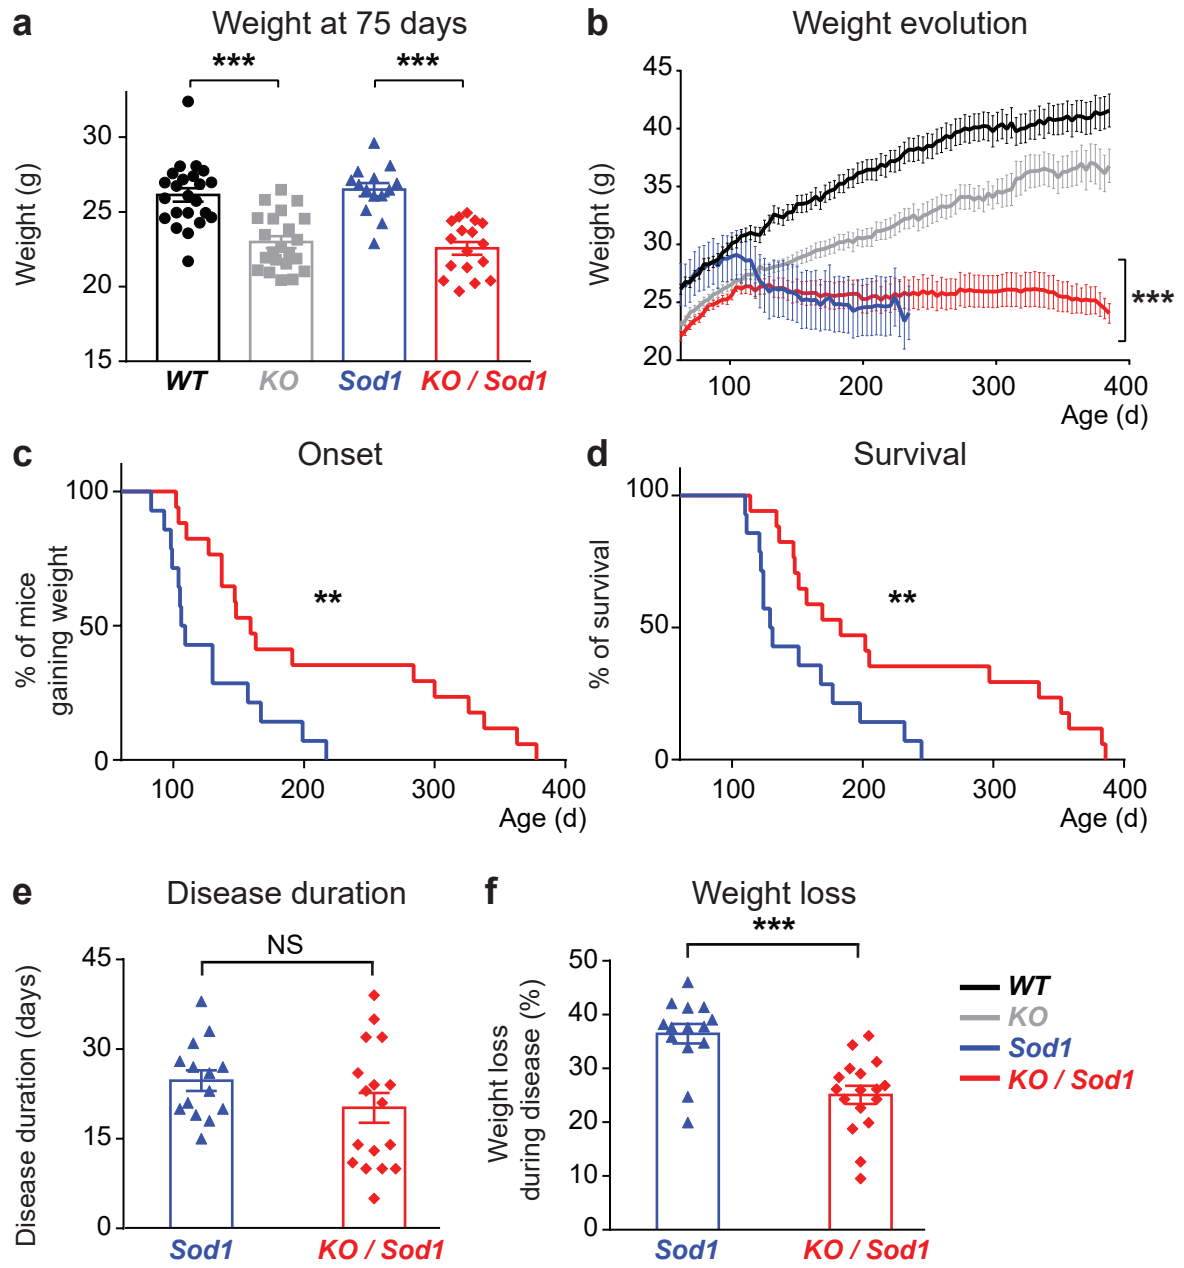 a Weight at 75 days
*** ***
Weight (g)
30
25
20
15
WT KO Sod1 KO / Sod1
b Weight evolution
Weight (g)
45
40
35
30
25
20
***
100 200 300 400
Age (d)
c Onset
% of mice
gaining weight
100
50
0
**
100 200 300 400
Age (d)
d Survival
% of survival
100
50
0
**
100 200 300 400
Age (d)
e Disease duration
Disease duration (days)
NS
45
30
15
0
Sod1 KO / Sod1
f Weight loss
Weight loss
during disease (%)
***
50
40
30
20
10
0
Sod1 KO / Sod1
WT
KO
Sod1
KO / Sod1